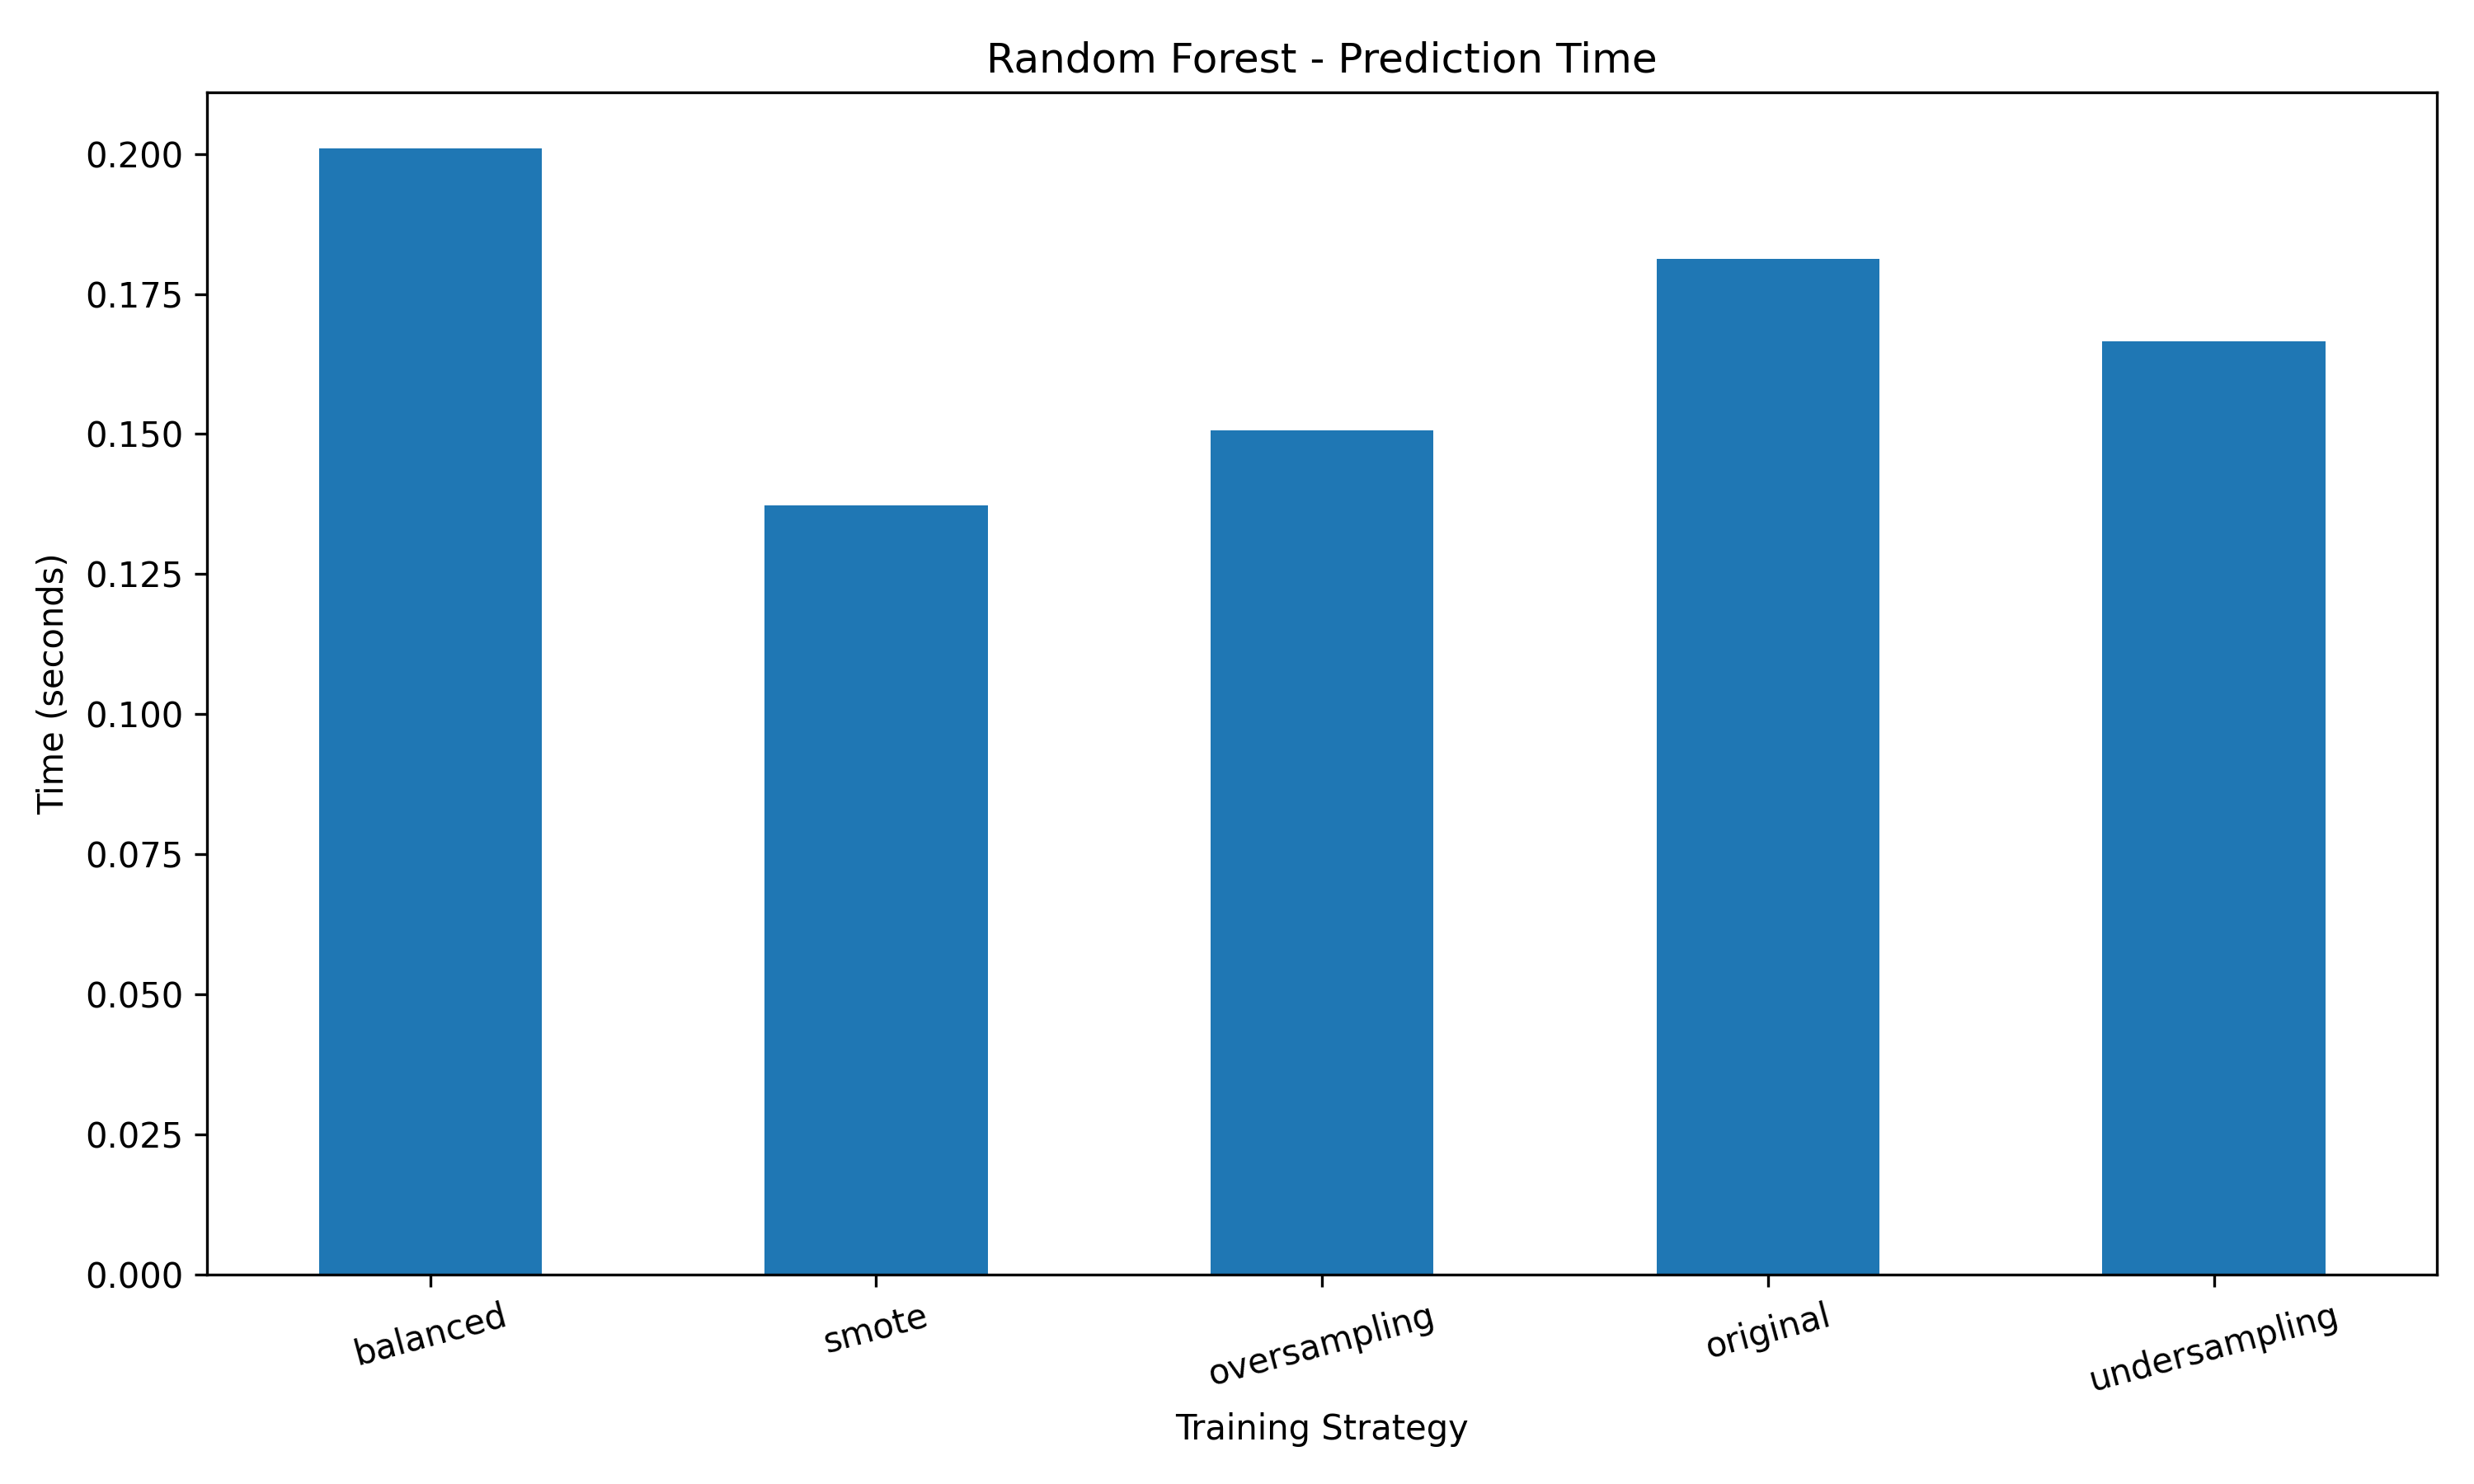 Random Forest - Prediction Time
Time (seconds)
0.200
0.175
0.150
0.125
0.100
0.075
0.050
0.025
0.000
balanced
smote
oversampling
original
undersampling
Training Strategy